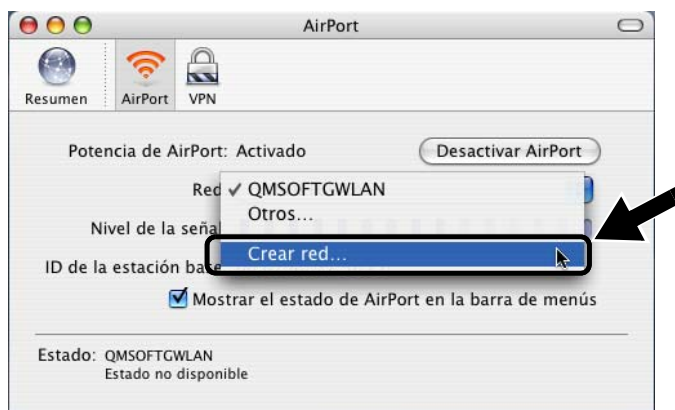 AirPort
Resumen AirPort VPN
Potencia de AirPort: Activado Desactivar AirPort
Red ✓ QMSOFTGWLAN
Otros...
Nivel de la seña
Crear red...
ID de la estación base
Mostrar el estado de AirPort en la barra de menús
Estado: QMSOFTGWLAN
Estado no disponible